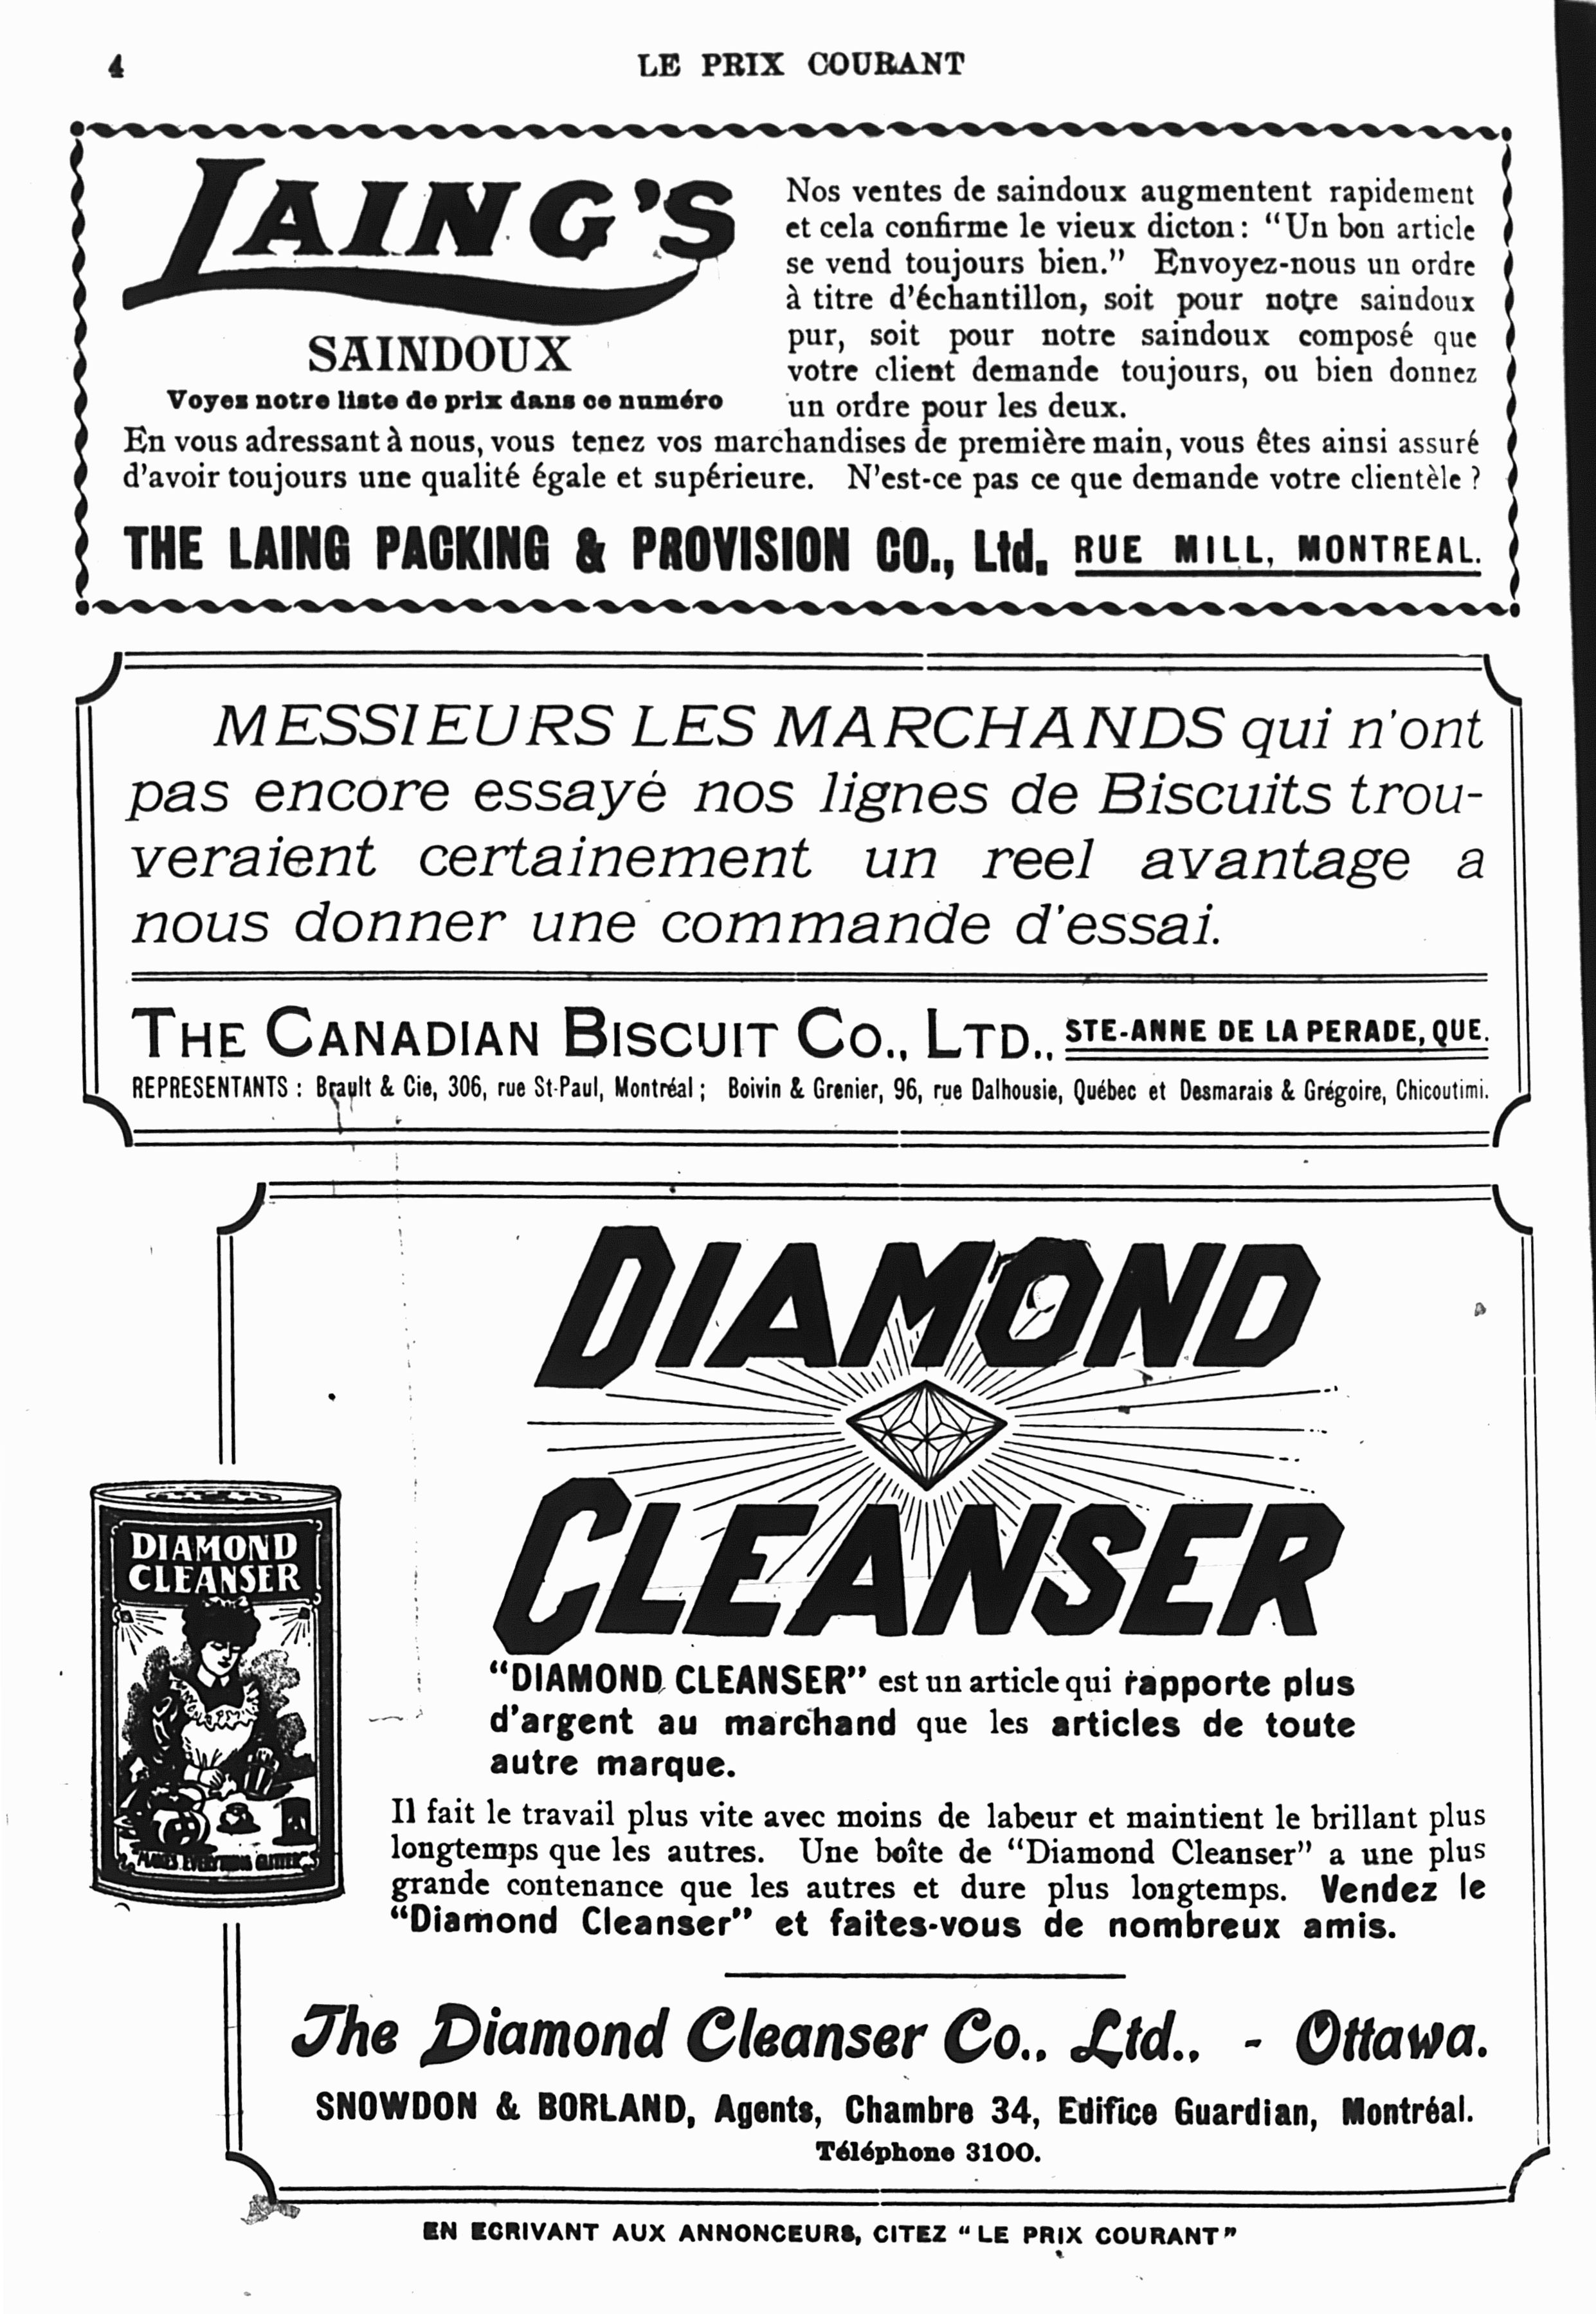 4
LE PRIX COURANT
LAING'S
SAINDOUX
Voyez notre liste de prix dans ce numéro
Nos ventes de saindoux augmentent rapidement
et cela confirme le vieux dicton: "Un bon article
se vend toujours bien." Envoyez-nous un ordre
à titre d'échantillon, soit pour notre saindoux
pur, soit pour notre saindoux composé que
votre client demande toujours, ou bien donnez
un ordre pour les deux.
En vous adressant à nous, vous tenez vos marchandises de première main, vous êtes ainsi assuré
d'avoir toujours une qualité égale et supérieure. N'est-ce pas ce que demande votre clientèle ?
THE LAING PACKING & PROVISION CO., Ltd. RUE MILL, MONTREAL.
MESSIEURS LES MARCHANDS qui n'ont
pas encore essayé nos lignes de Biscuits trou-
veraient certainement un reel avantage a
nous donner une commande d'essai.
THE CANADIAN BISCUIT CO., LTD., STE-ANNE DE LA PERADE, QUE.
REPRESENTANTS : Brault & Cie, 306, rue St-Paul, Montréal ; Boivin & Grenier, 96, rue Dalhousie, Québec et Desmarais & Grégoire, Chicoutimi.
DIAMOND
CLEANSER
DIAMOND
CLEANSER
MAKES EVERYTHING GLITTER
"DIAMOND CLEANSER" est un article qui rapporte plus
d'argent au marchand que les articles de toute
autre marque.
Il fait le travail plus vite avec moins de labeur et maintient le brillant plus
longtemps que les autres. Une boîte de "Diamond Cleanser" a une plus
grande contenance que les autres et dure plus longtemps. Vendez le
"Diamond Cleanser" et faites-vous de nombreux amis.
The Diamond Cleanser Co., Ltd., - Ottawa.
SNOWDON & BORLAND, Agents, Chambre 34, Edifice Guardian, Montréal.
Téléphone 3100.
EN ECRIVANT AUX ANNONCEURS, CITEZ "LE PRIX COURANT"